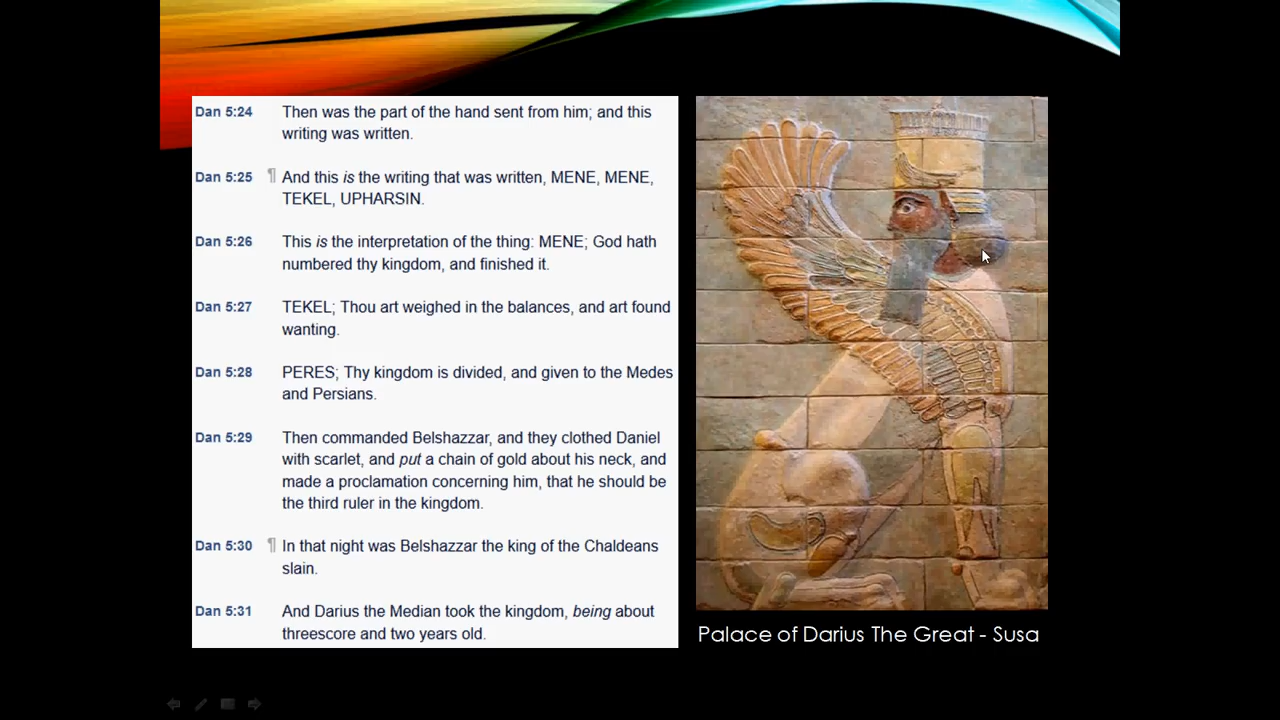 Dan 5:24 Then was the part of the hand sent from him; and this
writing was written.
Dan 5:25 ¶ And this is the writing that was written, MENE, MENE,
TEKEL, UPHARSIN.
Dan 5:26 This is the interpretation of the thing: MENE; God hath
numbered thy kingdom, and finished it.
Dan 5:27 TEKEL; Thou art weighed in the balances, and art found
wanting.
Dan 5:28 PERES; Thy kingdom is divided, and given to the Medes
and Persians.
Dan 5:29 Then commanded Belshazzar, and they clothed Daniel
with scarlet, and put a chain of gold about his neck, and
made a proclamation concerning him, that he should be
the third ruler in the kingdom.
Dan 5:30 ¶ In that night was Belshazzar the king of the Chaldeans
slain.
Dan 5:31 And Darius the Median took the kingdom, being about
threescore and two years old.
Palace of Darius The Great - Susa